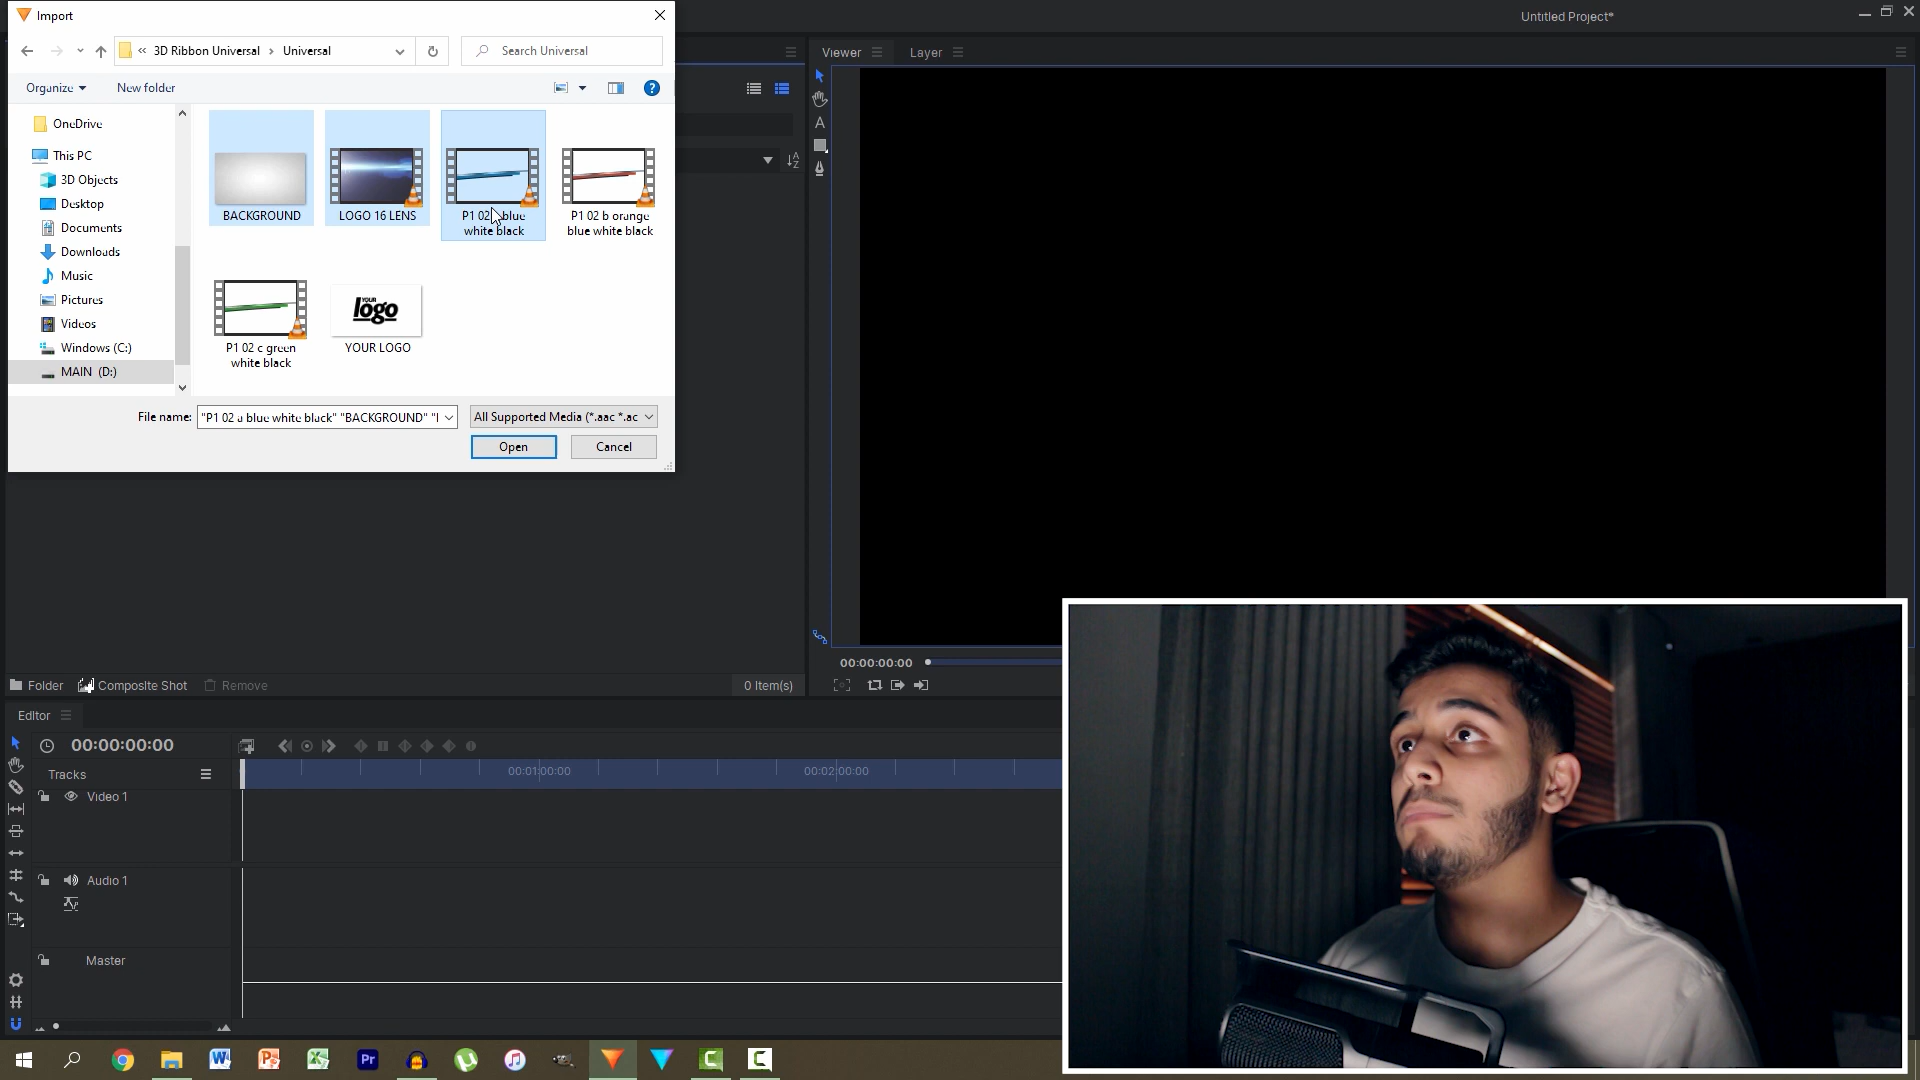 Import
Untitled Project*
« 3D Ribbon Universal > Universal
Search Universal
Viewer
Layer
Organize
New folder
OneDrive
This PC
3D Objects
Desktop
Documents
Downloads
Music
Pictures
Videos
Windows (C:)
MAIN (D:)
BACKGROUND
LOGO 16 LENS
white black
P1 02 b orange
blue white black
YOUR
logo
P1 02 c green
white black
YOUR LOGO
File name:
"P1 02 a blue white black" "BACKGROUND" "l
All Supported Media (*.aac *.ac
Open
Cancel
00:00:00:00
Folder
Composite Shot
Remove
0 Item(s)
Editor
00:00:00:00
Tracks
00:01:00:00
00:02:00:00
Video 1
Audio 1
Master